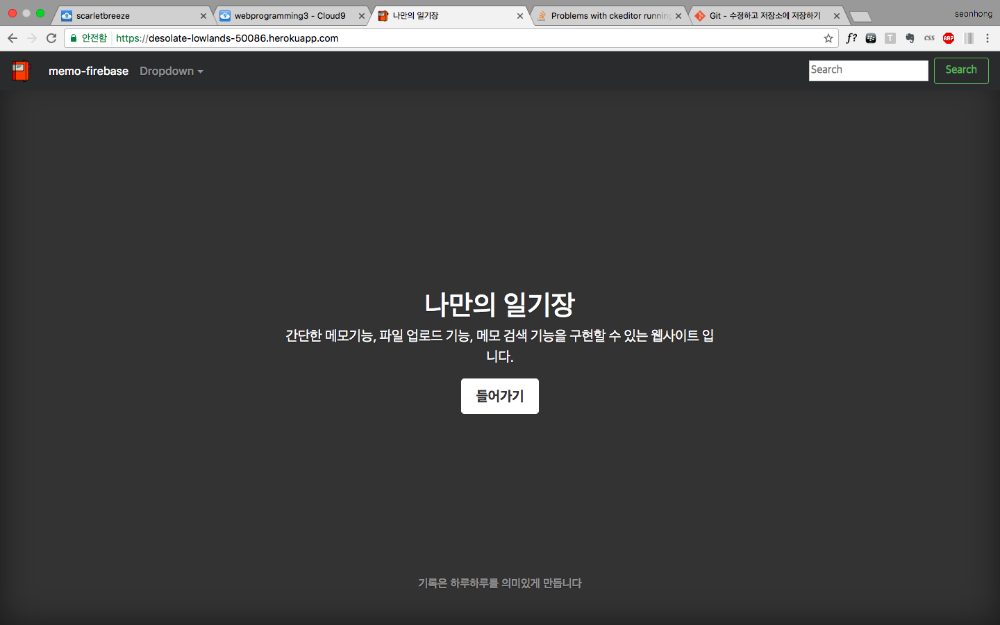 scarletbreeze
webprogramming3 - Cloud9
나만의 일기장
Problems with ckeditor running
Git - 수정하고 저장소에 저장하기
seonhong
안전함
https://desolate-lowlands-50086.herokuapp.com
f?
T
css
ABP
memo-firebase
Dropdown
Search
Search
나만의 일기장
간단한 메모기능, 파일 업로드 기능, 메모 검색 기능을 구현할 수 있는 웹사이트 입
니다.
들어가기
기록은 하루하루를 의미있게 만듭니다